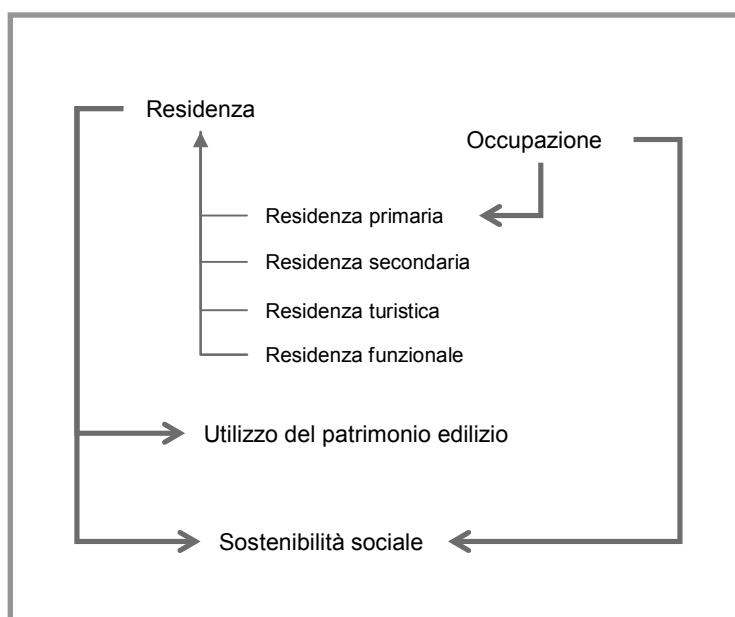 Residenza
Occupazione
Residenza primaria
Residenza secondaria
Residenza turistica
Residenza funzionale
Utilizzo del patrimonio edilizio
Sostenibilità sociale